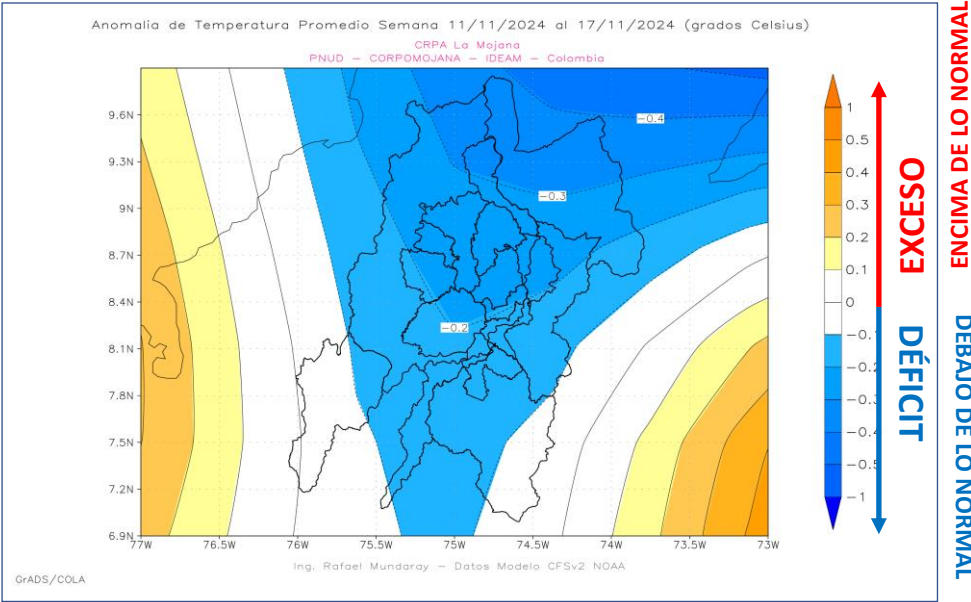 Anomalia de Temperatura Promedio Semana 11/11/2024 al 17/11/2024 (grados Celsius)
CRPA La Mojana
PNUD – CORPOMOJANA – IDEAM – Colombia
9.6N
9.3N
9N
8.7N
8.4N
8.1N
7.8N
7.5N
7.2N
6.9N
77W
76.5W
76W
75.5W
75W
74.5W
74W
73.5W
73W
−0.4
−0.3
−0.2
1
0.5
0.4
0.3
0.2
0.1
0
−0.1
−0.2
−0.3
−0.4
−0.5
−1
EXCESO
DÉFICIT
ENCIMA DE LO NORMAL
DEBAJO DE LO NORMAL
Ing. Rafael Mundaray – Datos Modelo CFSv2 NOAA
GrADS/COLA